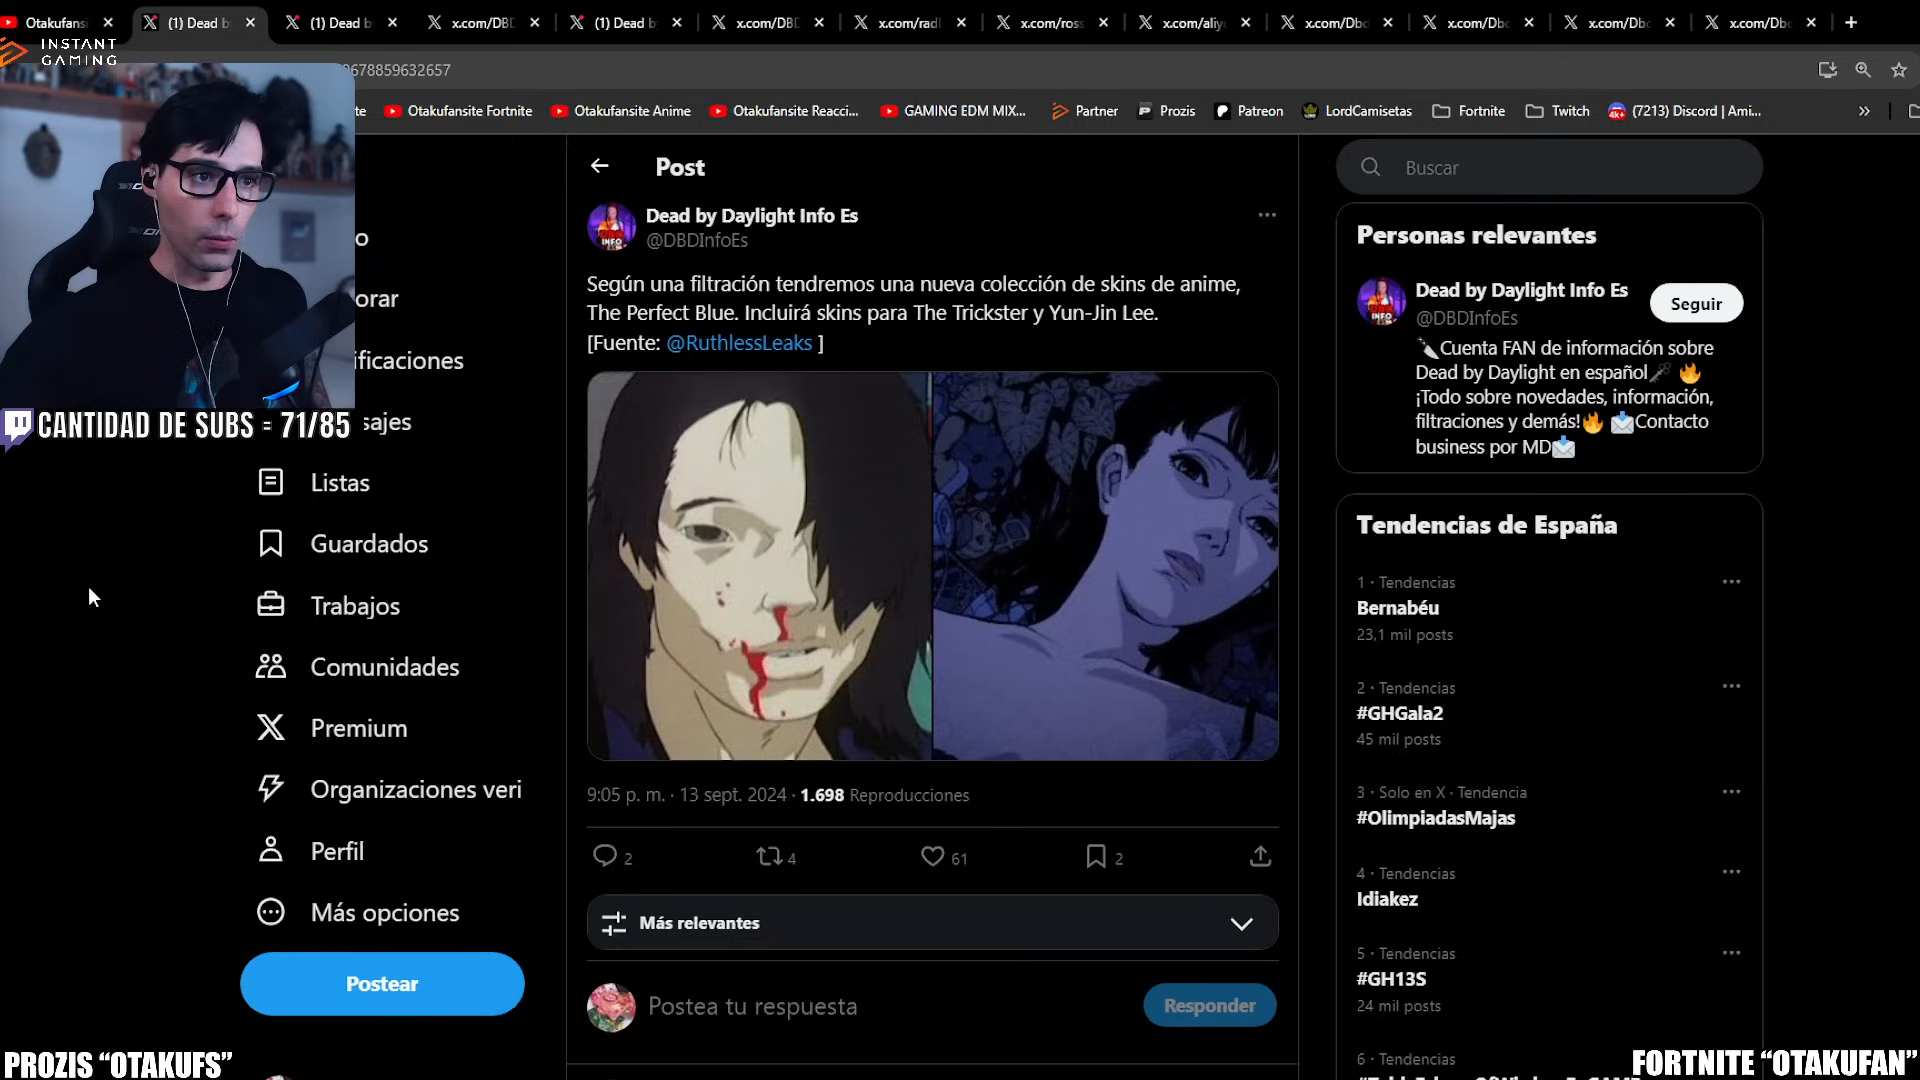 Otakufansi
(1) Dead b
(1) Dead b
x.com/DBD
(1) Dead b
x.com/DBD
x.com/radl
x.com/ross
x.com/aliye
x.com/Dbd
x.com/Dbd
x.com/Dbd
x.com/Dbd
INSTANT
GAMING
678859632657
te
Otakufansite Fortnite
Otakufansite Anime
Otakufansite Reacci...
GAMING EDM MIX...
Partner
Prozis
Patreon
LordCamisetas
Fortnite
Twitch
(7213) Discord | Ami...
CANTIDAD DE SUBS = 71/85
o
orar
ificaciones
sajes
Listas
Guardados
Trabajos
Comunidades
Premium
Organizaciones veri
Perfil
Más opciones
Postear
Post
Dead by Daylight Info Es
@DBDInfoEs
Según una filtración tendremos una nueva colección de skins de anime,
The Perfect Blue. Incluirá skins para The Trickster y Yun-Jin Lee.
[Fuente: @RuthlessLeaks ]
9:05 p. m. · 13 sept. 2024 · 1.698 Reproducciones
2
4
61
2
Más relevantes
Postea tu respuesta
Responder
Buscar
Personas relevantes
Dead by Daylight Info Es
@DBDInfoEs
Seguir
🔪Cuenta FAN de información sobre
Dead by Daylight en español🗝️ 🔥
¡Todo sobre novedades, información,
filtraciones y demás!🔥 📩Contacto
business por MD📩
Tendencias de España
1 · Tendencias
Bernabéu
23,1 mil posts
2 · Tendencias
#GHGala2
45 mil posts
3 · Solo en X · Tendencia
#OlimpiadasMajas
4 · Tendencias
Idiakez
5 · Tendencias
#GH13S
24 mil posts
6 · Tendencias
PROZIS “OTAKUFS”
FORTNITE “OTAKUFAN”